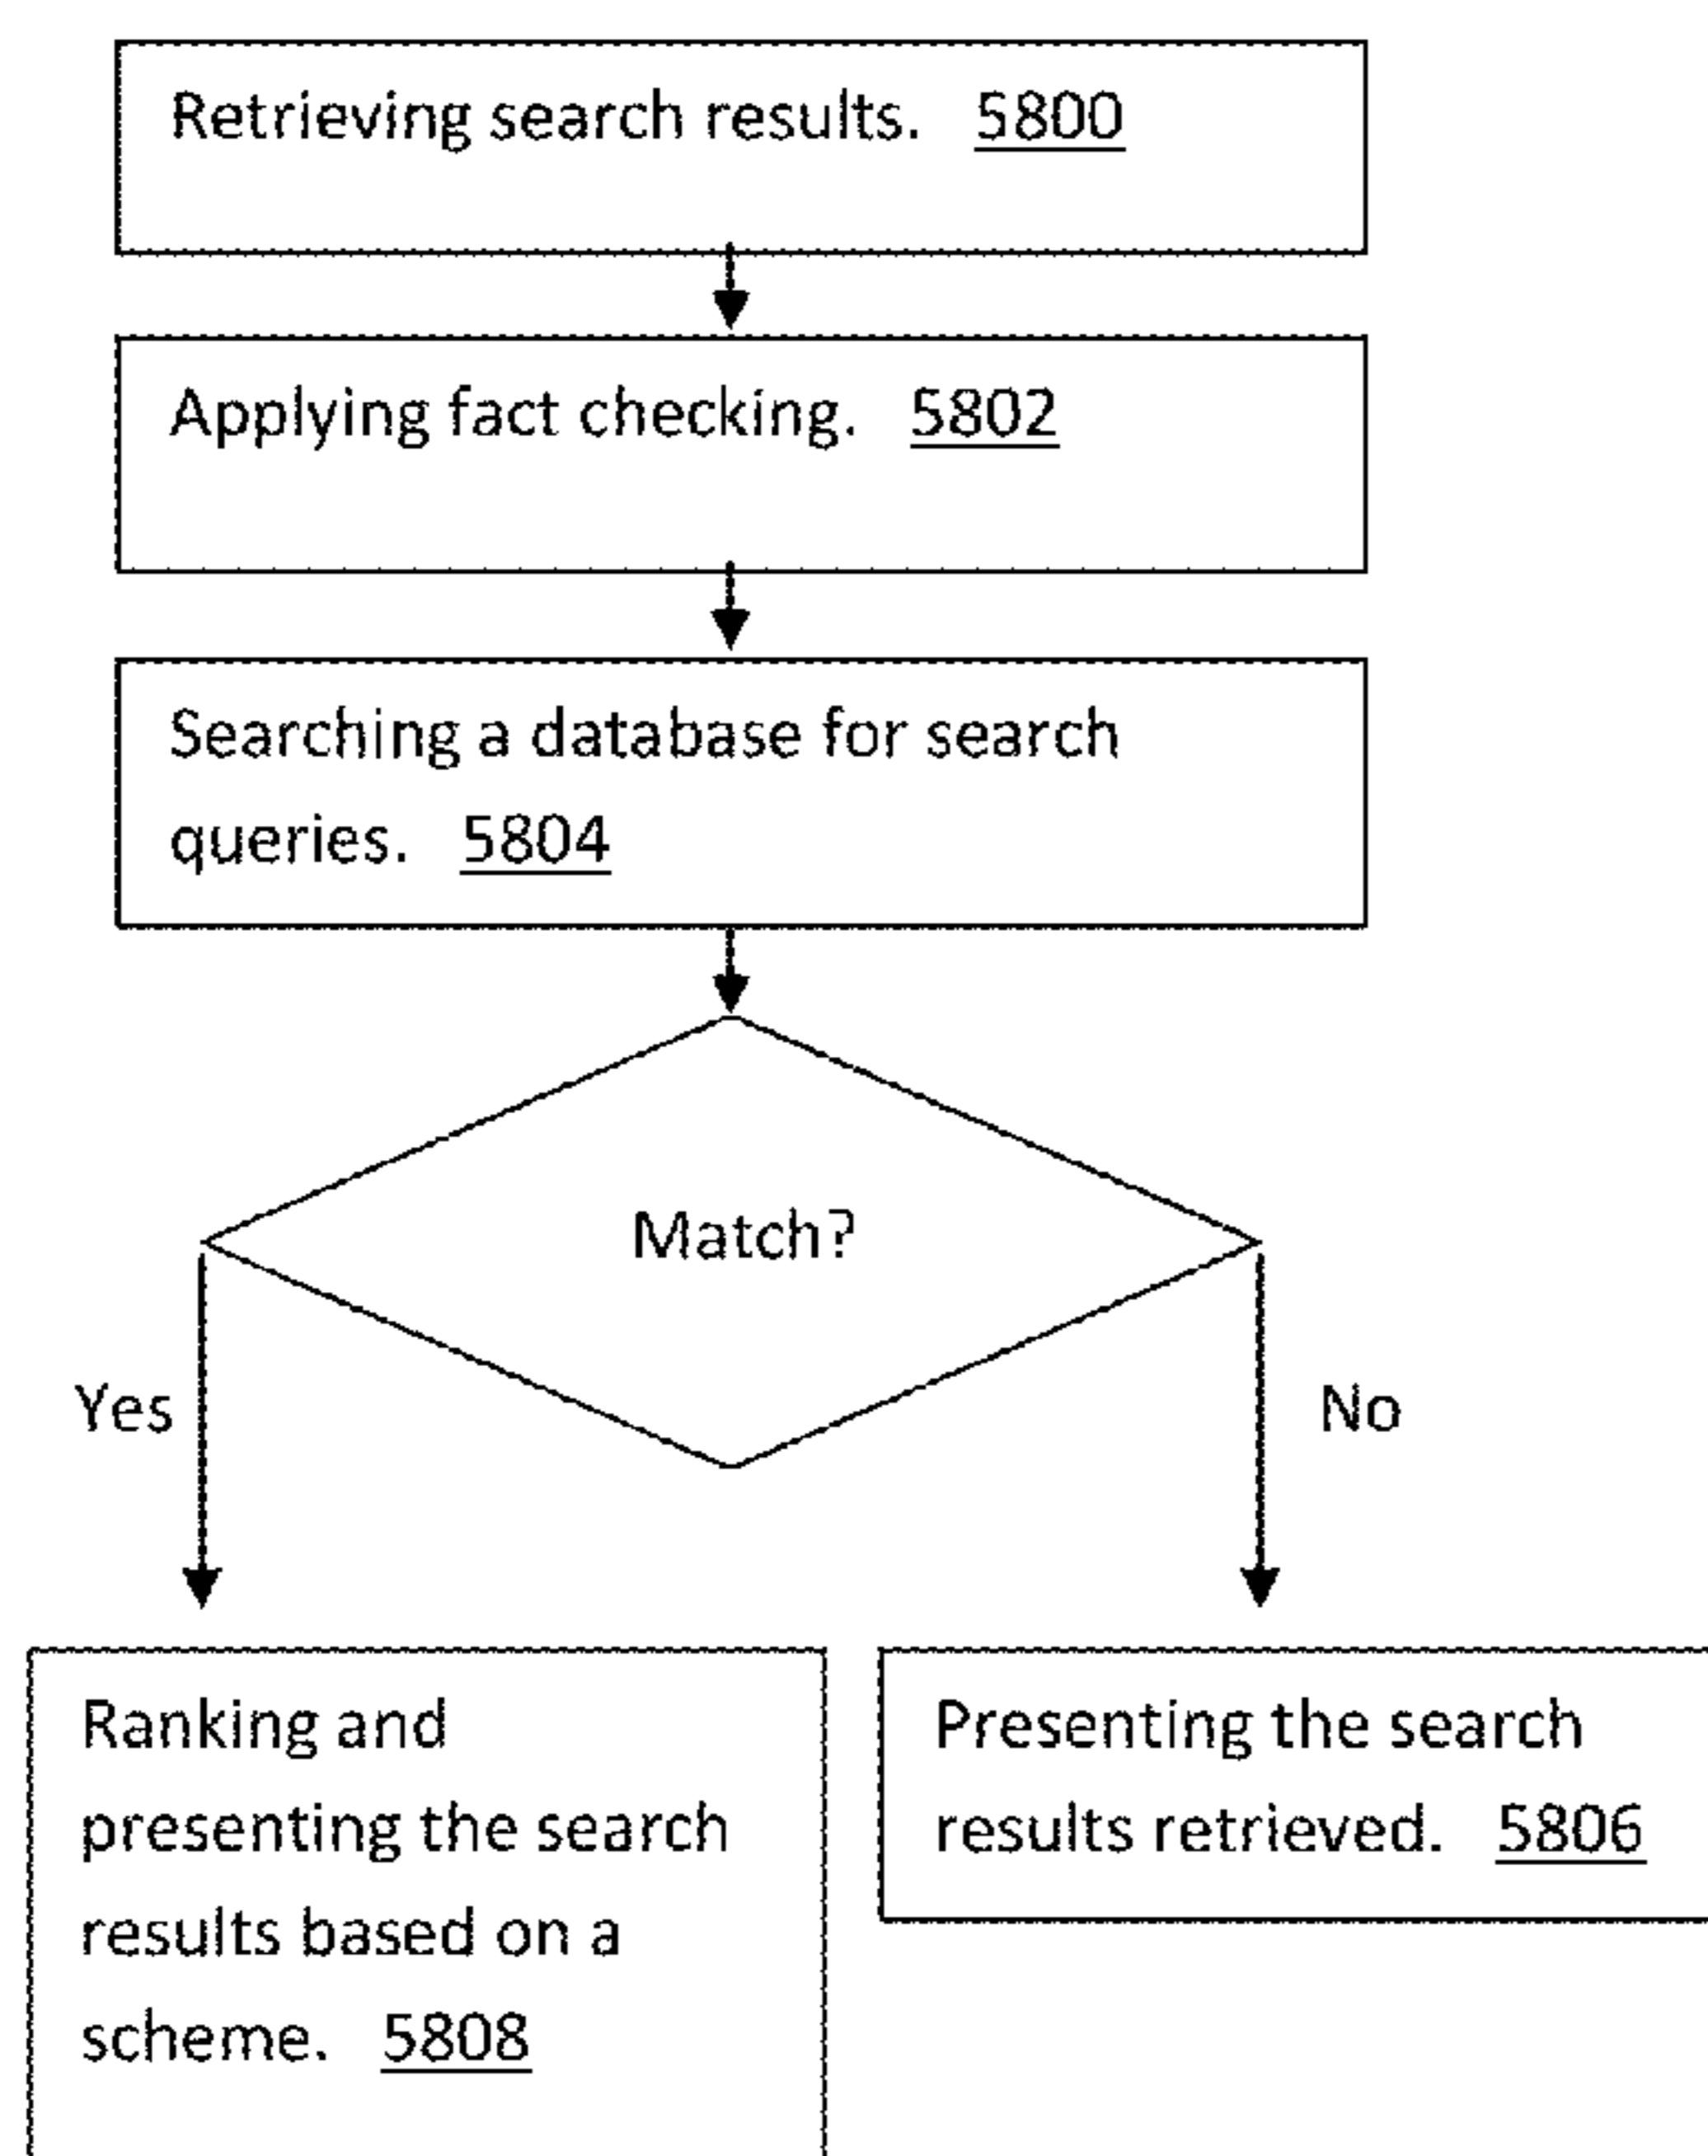 Retrieving search results. 5800
Applying fact checking. 5802
Searching a database for search
queries. 5804
Match?
Yes
No
Ranking and
presenting the search
results based on a
scheme. 5808
Presenting the search
results retrieved. 5806